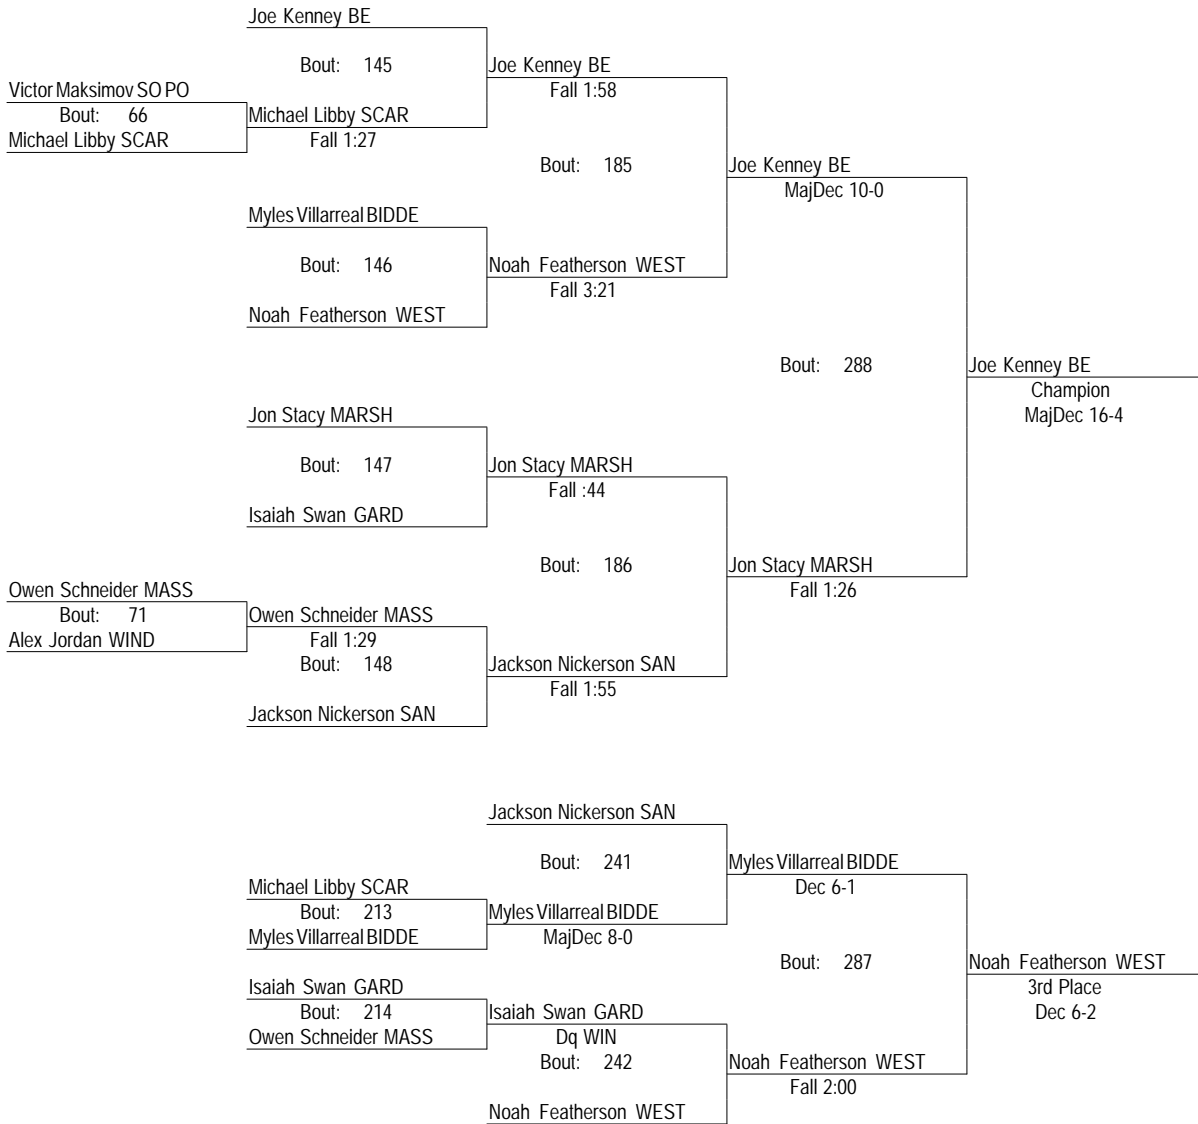 Joe Kenney BE
Bout: 145
Joe Kenney BE
Fall 1:58
Victor Maksimov SO PO
Bout: 66
Michael Libby SCAR
Michael Libby SCAR
Fall 1:27
Bout: 185
Joe Kenney BE
MajDec 10-0
Myles Villarreal BIDDE
Bout: 146
Noah Featherson WEST
Fall 3:21
Noah Featherson WEST
Bout: 288
Joe Kenney BE
Champion
MajDec 16-4
Jon Stacy MARSH
Bout: 147
Jon Stacy MARSH
Fall :44
Isaiah Swan GARD
Bout: 186
Jon Stacy MARSH
Fall 1:26
Owen Schneider MASS
Bout: 71
Alex Jordan WIND
Owen Schneider MASS
Fall 1:29
Bout: 148
Jackson Nickerson SAN
Fall 1:55
Jackson Nickerson SAN
Jackson Nickerson SAN
Bout: 241
Myles Villarreal BIDDE
Dec 6-1
Michael Libby SCAR
Bout: 213
Myles Villarreal BIDDE
Myles Villarreal BIDDE
MajDec 8-0
Bout: 287
Noah Featherson WEST
3rd Place
Dec 6-2
Isaiah Swan GARD
Bout: 214
Owen Schneider MASS
Isaiah Swan GARD
Dq WIN
Bout: 242
Noah Featherson WEST
Fall 2:00
Noah Featherson WEST